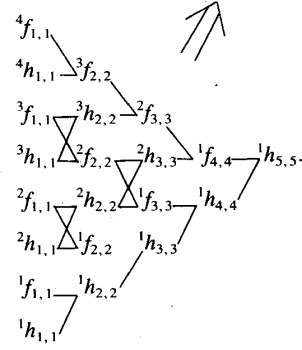 ⁴f₁,₁
⁴h₁,₁ ³f₂,₂
³f₁,₁ ³h₂,₂ ²f₃,₃
³h₁,₁ ²f₂,₂ ²h₃,₃ ¹f₄,₄ ¹h₅,₅.
²f₁,₁ ²h₂,₂ ¹f₃,₃ ¹h₄,₄
²h₁,₁ ¹f₂,₂ ¹h₃,₃
¹f₁,₁ ¹h₂,₂
¹h₁,₁